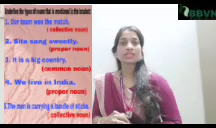 Underline the types of noun that is mentioned in the bracket:
1. Our team won the match.
( collective noun)
2. Sita sang sweetly.
(proper noun)
3. It is a big country.
(common noun)
4. We live in India.
(proper noun)
5. The man is carrying a bundle of sticks.
collective noun)
BBVN